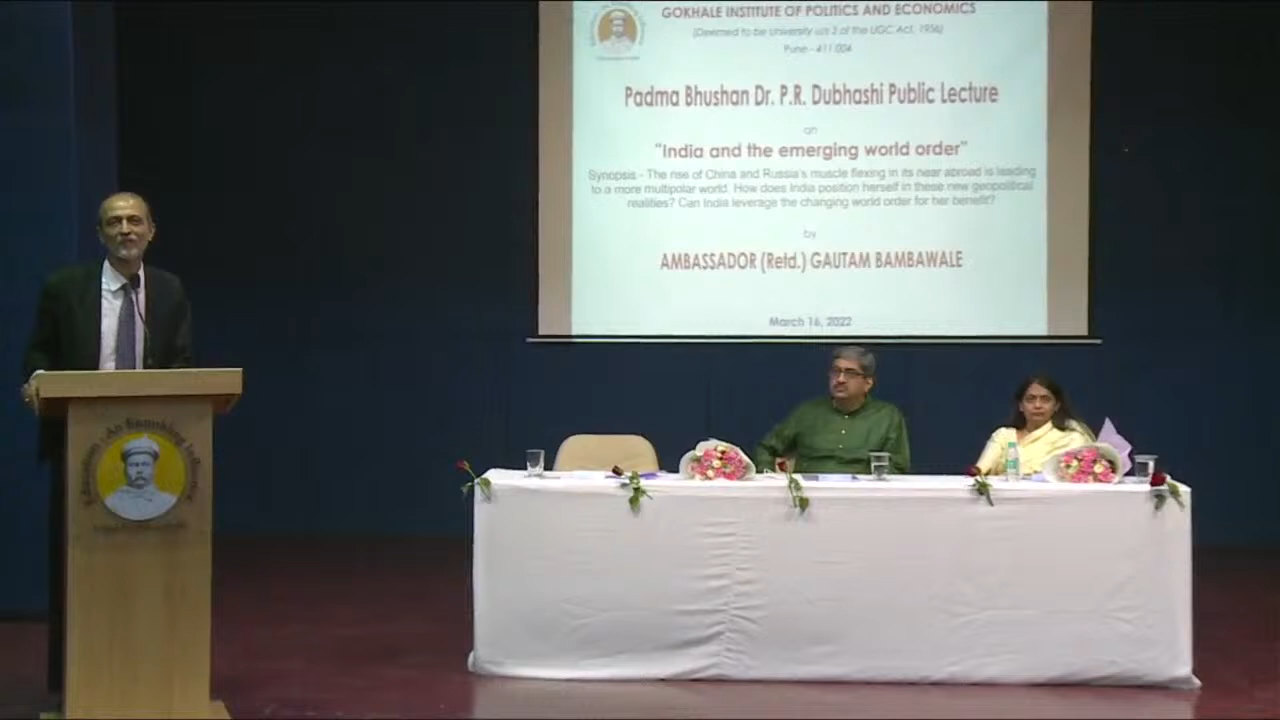 GOKHALE INSTITUTE OF POLITICS AND ECONOMICS
(Deemed to be University u/s 3 of the UGC Act, 1956)
Pune - 411 004
Padma Bhushan Dr. P.R. Dubhashi Public Lecture
on
"India and the emerging world order"
Synopsis - The rise of China and Russia's muscle flexing in its near abroad is leading
to a more multipolar world. How does India position herself in these new geopolitical
realities? Can India leverage the changing world order for her benefit?
by
AMBASSADOR (Retd.) GAUTAM BAMBAWALE
March 16, 2022